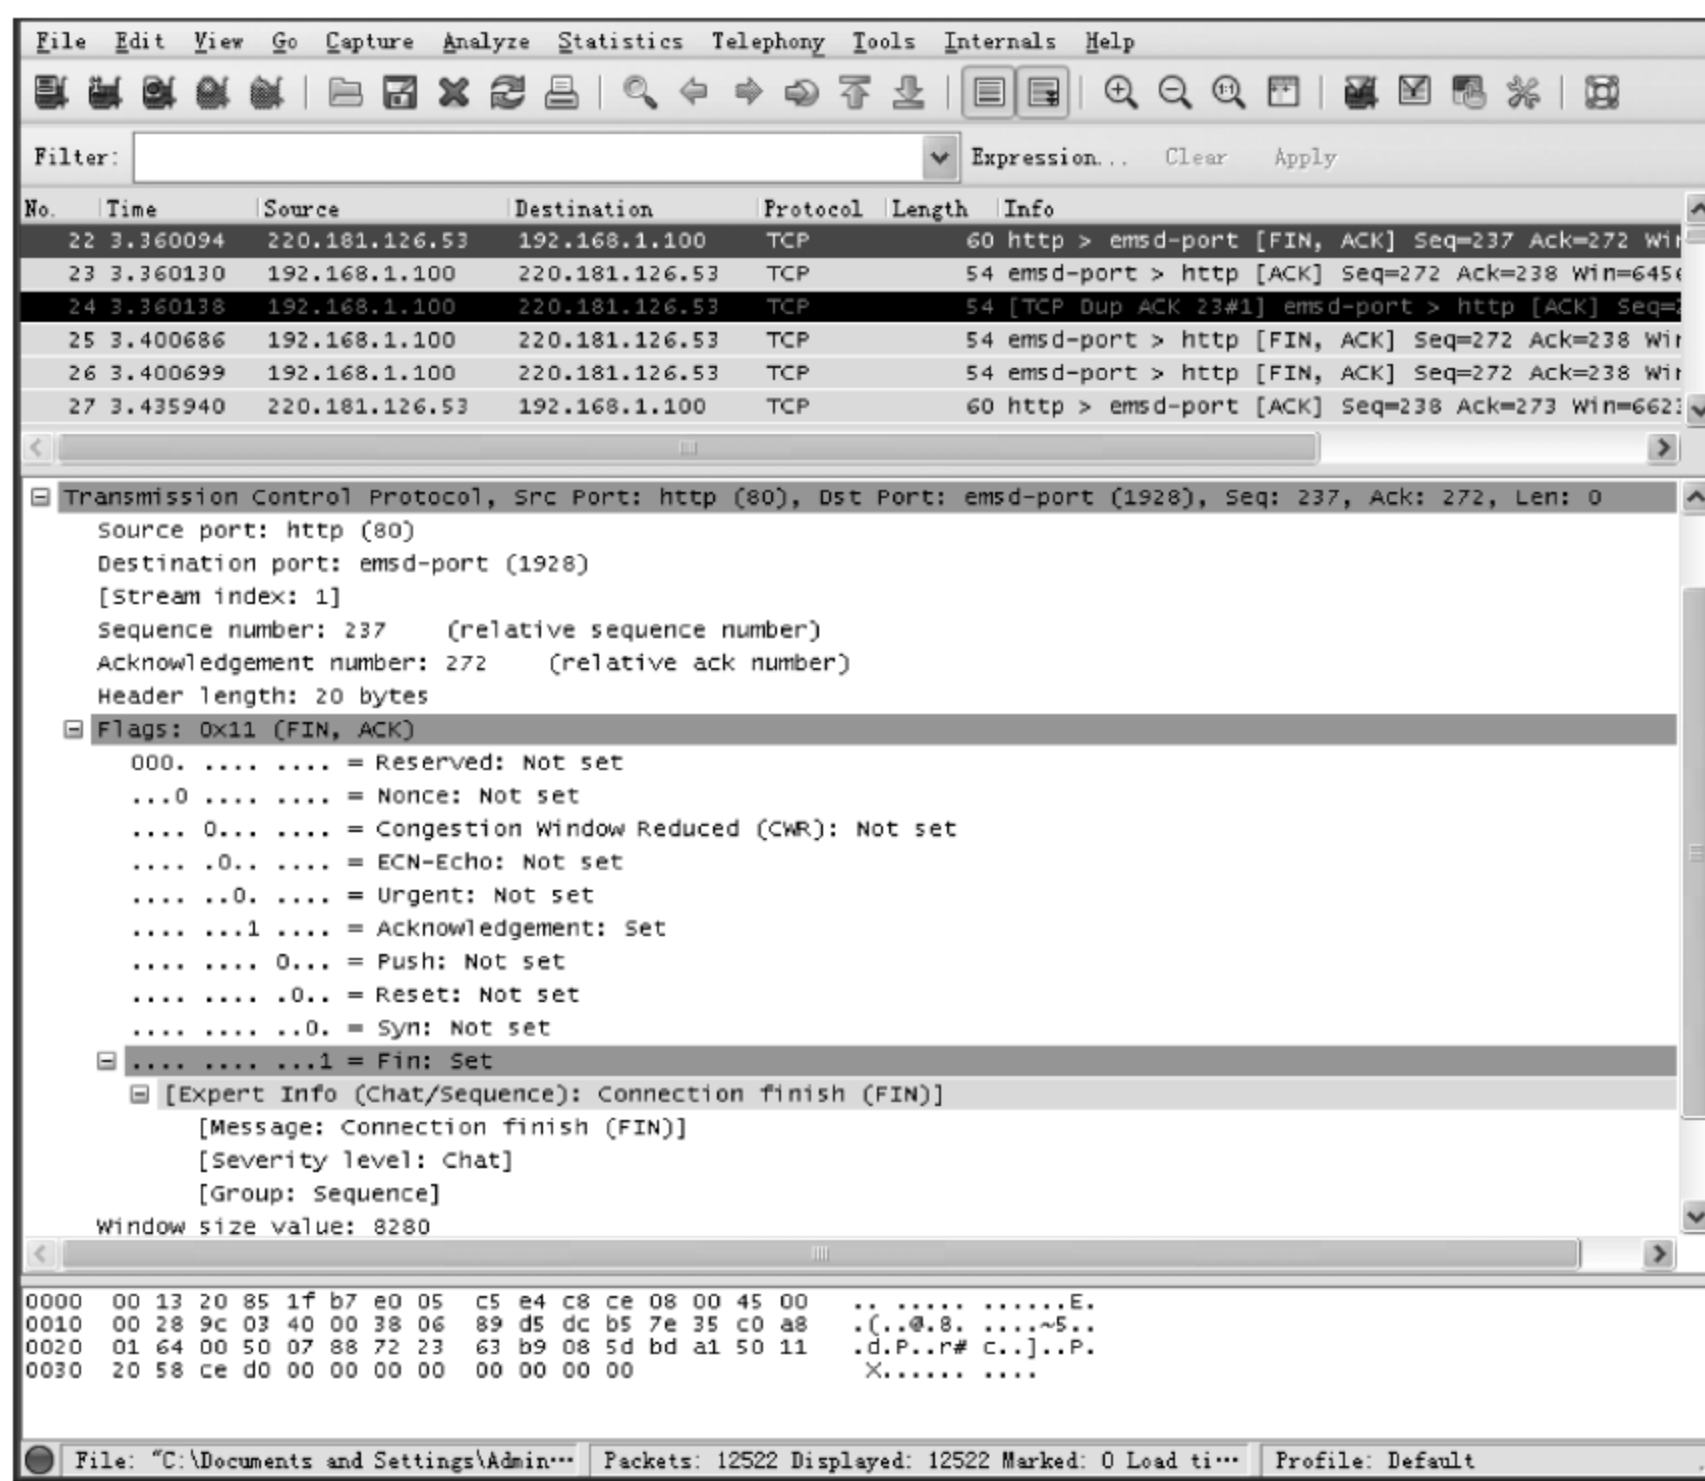 File Edit View Go Capture Analyze Statistics Telephony Tools Internals Help
Filter: Expression... Clear Apply
No. Time Source Destination Protocol Length Info
22 3.360094 220.181.126.53 192.168.1.100 TCP 60 http > emsd-port [FIN, ACK] Seq=237 Ack=272 Wir
23 3.360130 192.168.1.100 220.181.126.53 TCP 54 emsd-port > http [ACK] Seq=272 Ack=238 Win=6456
24 3.360138 192.168.1.100 220.181.126.53 TCP 54 [TCP Dup ACK 23#1] emsd-port > http [ACK] Seq=2
25 3.400686 192.168.1.100 220.181.126.53 TCP 54 emsd-port > http [FIN, ACK] Seq=272 Ack=238 Wir
26 3.400699 192.168.1.100 220.181.126.53 TCP 54 emsd-port > http [FIN, ACK] Seq=272 Ack=238 Wir
27 3.435940 220.181.126.53 192.168.1.100 TCP 60 http > emsd-port [ACK] Seq=238 Ack=273 Win=662
Transmission Control Protocol, Src Port: http (80), Dst Port: emsd-port (1928), Seq: 237, Ack: 272, Len: 0
Source port: http (80)
Destination port: emsd-port (1928)
[Stream index: 1]
Sequence number: 237 (relative sequence number)
Acknowledgement number: 272 (relative ack number)
Header length: 20 bytes
Flags: 0x11 (FIN, ACK)
000. .... .... = Reserved: Not set
...0 .... .... = Nonce: Not set
.... 0... .... = Congestion Window Reduced (CWR): Not set
.... .0.. .... = ECN-Echo: Not set
.... ..0. .... = Urgent: Not set
.... ...1 .... = Acknowledgement: Set
.... .... 0... = Push: Not set
.... .... .0.. = Reset: Not set
.... .... ..0. = Syn: Not set
.... .... ...1 = Fin: Set
[Expert Info (Chat/Sequence): Connection finish (FIN)]
[Message: Connection finish (FIN)]
[Severity level: Chat]
[Group: Sequence]
Window size value: 8280
0000 00 13 20 85 1f b7 e0 05 c5 e4 c8 ce 08 00 45 00 .. ..... ......E.
0010 00 28 9c 03 40 00 38 06 89 d5 dc b5 7e 35 c0 a8 .(..@.8. ....~5..
0020 01 64 00 50 07 88 72 23 63 b9 08 5d bd a1 50 11 .d.P..r# c..]..P.
0030 20 58 ce d0 00 00 00 00 00 00 00 00 X...... ....
File: "C:\Documents and Settings\Admin··· Packets: 12522 Displayed: 12522 Marked: 0 Load ti··· Profile: Default